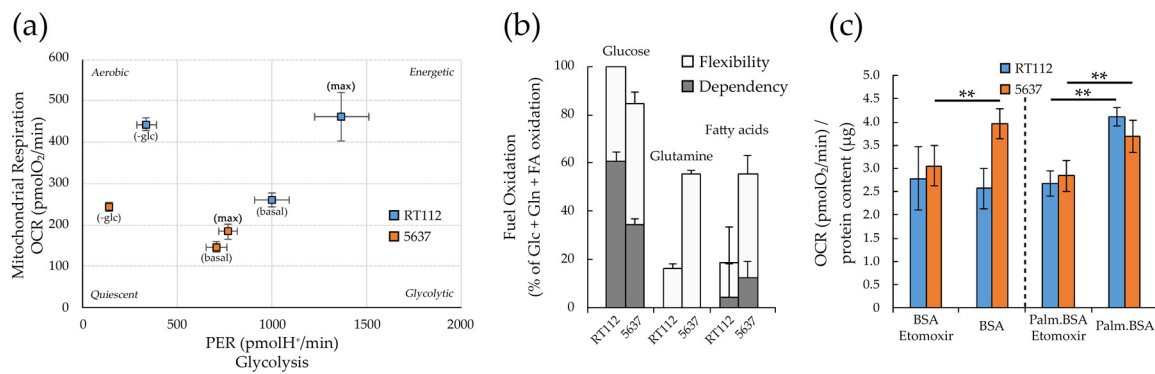 (a)
Mitochondrial Respiration
OCR (pmolO₂/min)
600
500
400
300
200
100
0
Aerobic
Energetic
(max)
(-glc)
(-glc)
(max)
(basal)
(basal)
RT112
5637
Quiescent
Glycolytic
0
500
1000
1500
2000
PER (pmolH⁺/min)
Glycolysis
(b)
Fuel Oxidation
(% of Glc + Gln + FA oxidation)
100
80
60
40
20
0
Glucose
Flexibility
Dependency
Glutamine
Fatty acids
RT112
5637
RT112
5637
RT112
5637
(c)
OCR (pmolO₂/min) /
protein content (µg)
5.0
4.5
4.0
3.5
3.0
2.5
2.0
1.5
1.0
0.5
0
RT112
5637
**
**
**
BSA
Etomoxir
BSA
Palm.BSA
Etomoxir
Palm.BSA